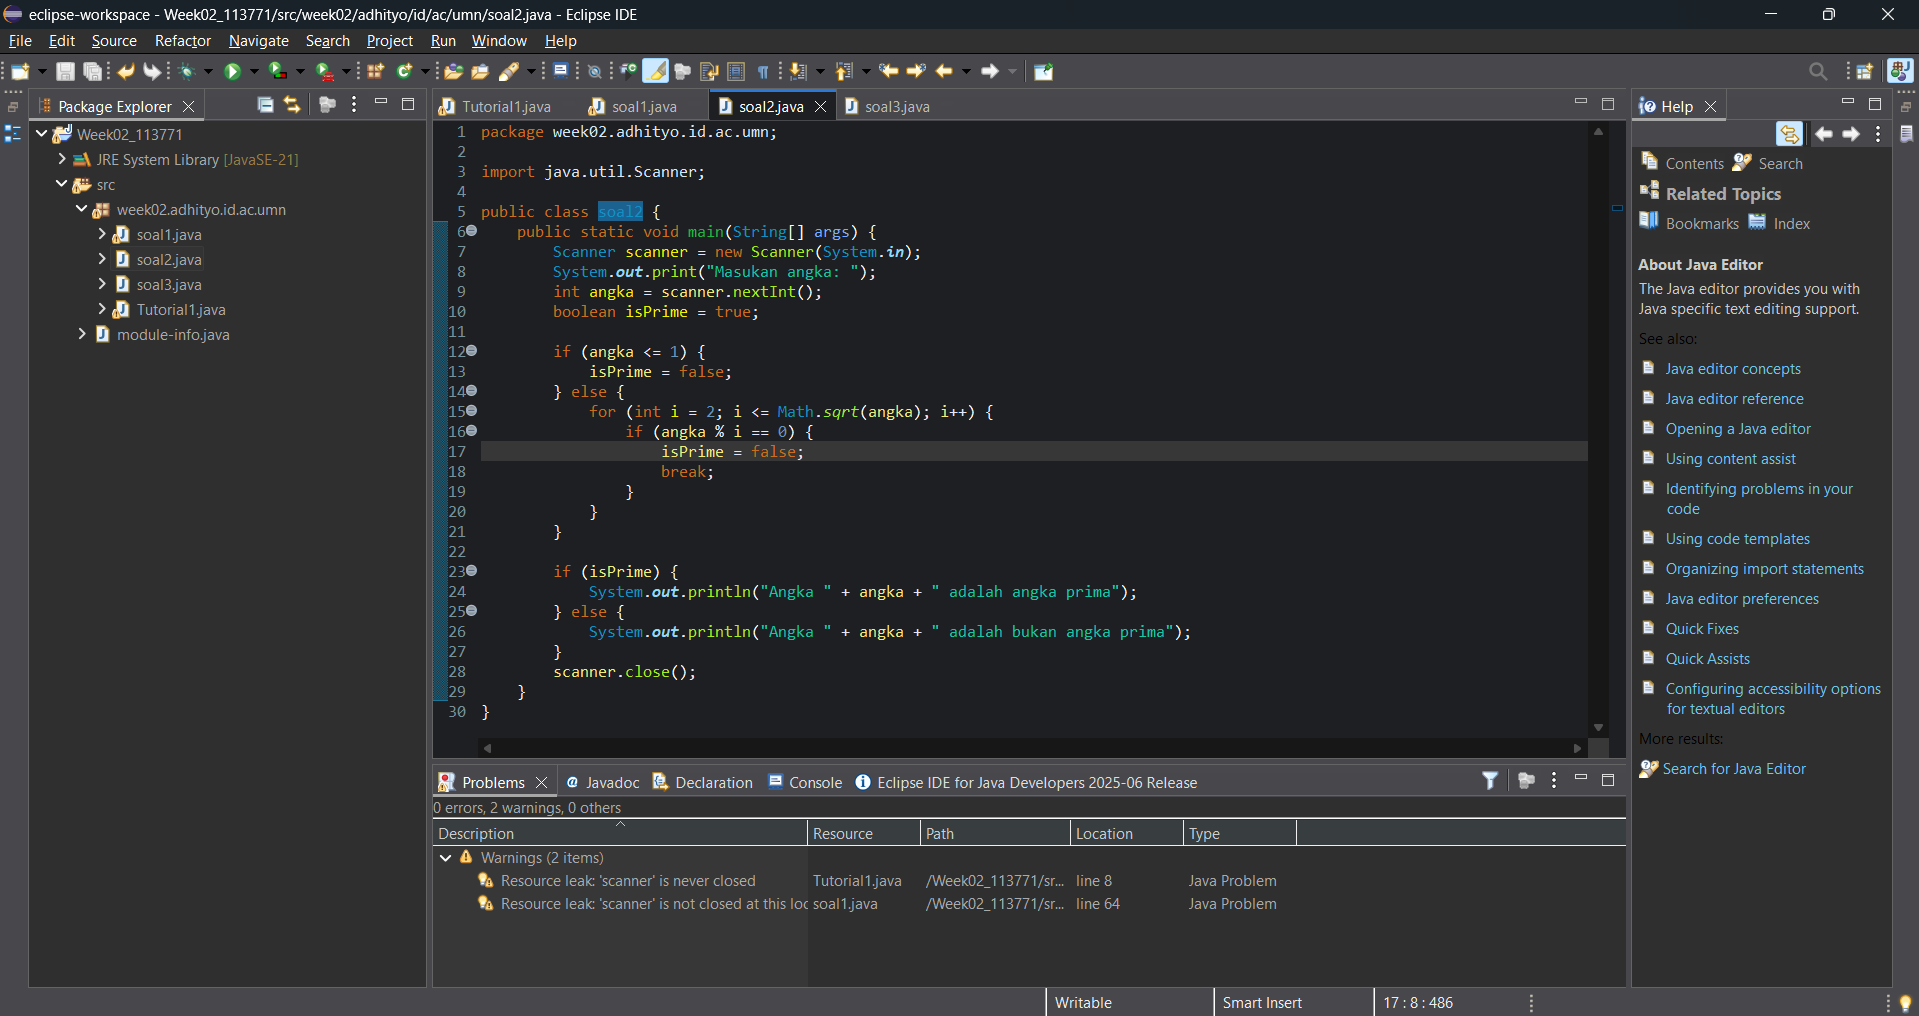 eclipse-workspace - Week02_113771/src/week02/adhityo/id/ac/umn/soal2.java - Eclipse IDE
File Edit Source Refactor Navigate Search Project Run Window Help
Package Explorer
Week02_113771
JRE System Library [JavaSE-21]
src
week02.adhityo.id.ac.umn
soal1.java
soal2.java
soal3.java
Tutorial1.java
module-info.java
Tutorial1.java soal1.java soal2.java soal3.java
1 package week02.adhityo.id.ac.umn;
2
3 import java.util.Scanner;
4
5 public class soal2 {
6 public static void main(String[] args) {
7 Scanner scanner = new Scanner(System.in);
8 System.out.print("Masukan angka: ");
9 int angka = scanner.nextInt();
10 boolean isPrime = true;
11
12 if (angka <= 1) {
13 isPrime = false;
14 } else {
15 for (int i = 2; i <= Math.sqrt(angka); i++) {
16 if (angka % i == 0) {
17 isPrime = false;
18 break;
19 }
20 }
21 }
22
23 if (isPrime) {
24 System.out.println("Angka " + angka + " adalah angka prima");
25 } else {
26 System.out.println("Angka " + angka + " adalah bukan angka prima");
27 }
28 scanner.close();
29 }
30 }
Problems Javadoc Declaration Console Eclipse IDE for Java Developers 2025-06 Release
0 errors, 2 warnings, 0 others
Description Resource Path Location Type
Warnings (2 items)
Resource leak: 'scanner' is never closed Tutorial1.java /Week02_113771/sr... line 8 Java Problem
Resource leak: 'scanner' is not closed at this loc soal1.java /Week02_113771/sr... line 64 Java Problem
Help
Contents Search
Related Topics
Bookmarks Index
About Java Editor
The Java editor provides you with
Java specific text editing support.
See also:
Java editor concepts
Java editor reference
Opening a Java editor
Using content assist
Identifying problems in your
code
Using code templates
Organizing import statements
Java editor preferences
Quick Fixes
Quick Assists
Configuring accessibility options
for textual editors
More results:
Search for Java Editor
Writable Smart Insert 17 : 8 : 486